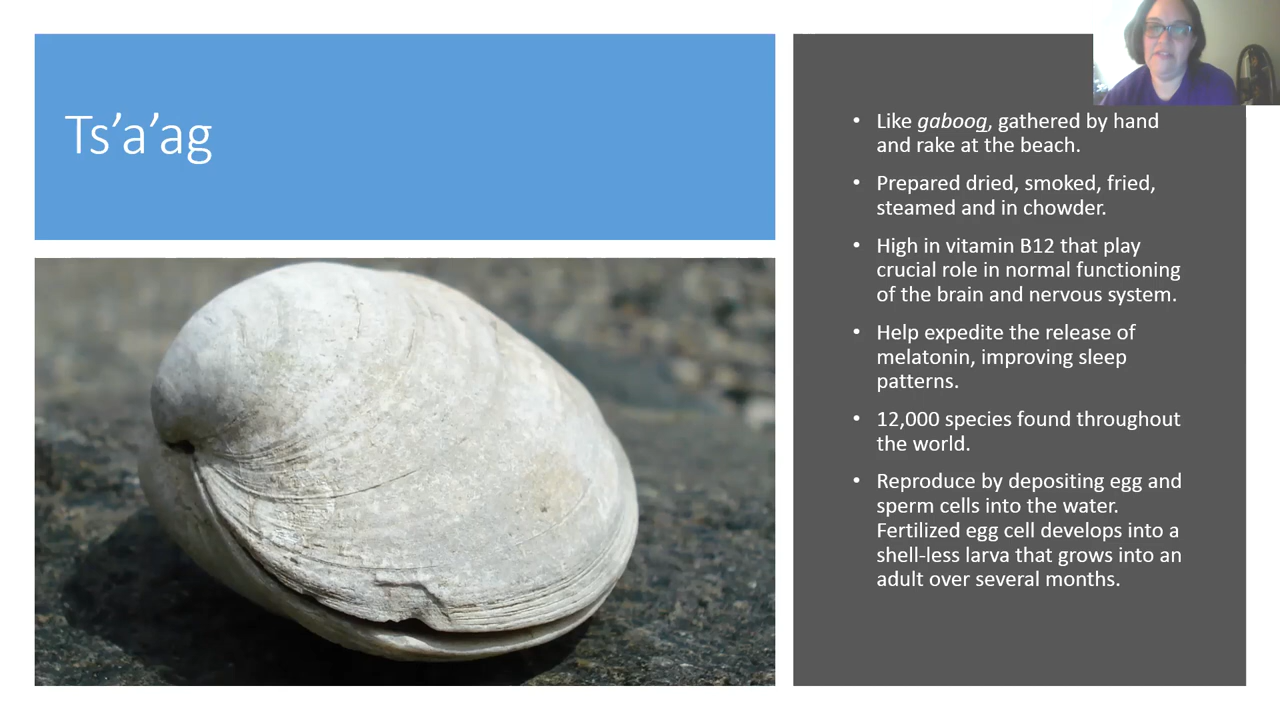 Ts’a’ag
• Like gaboog, gathered by hand
and rake at the beach.
• Prepared dried, smoked, fried,
steamed and in chowder.
• High in vitamin B12 that play
crucial role in normal functioning
of the brain and nervous system.
• Help expedite the release of
melatonin, improving sleep
patterns.
• 12,000 species found throughout
the world.
• Reproduce by depositing egg and
sperm cells into the water.
Fertilized egg cell develops into a
shell-less larva that grows into an
adult over several months.